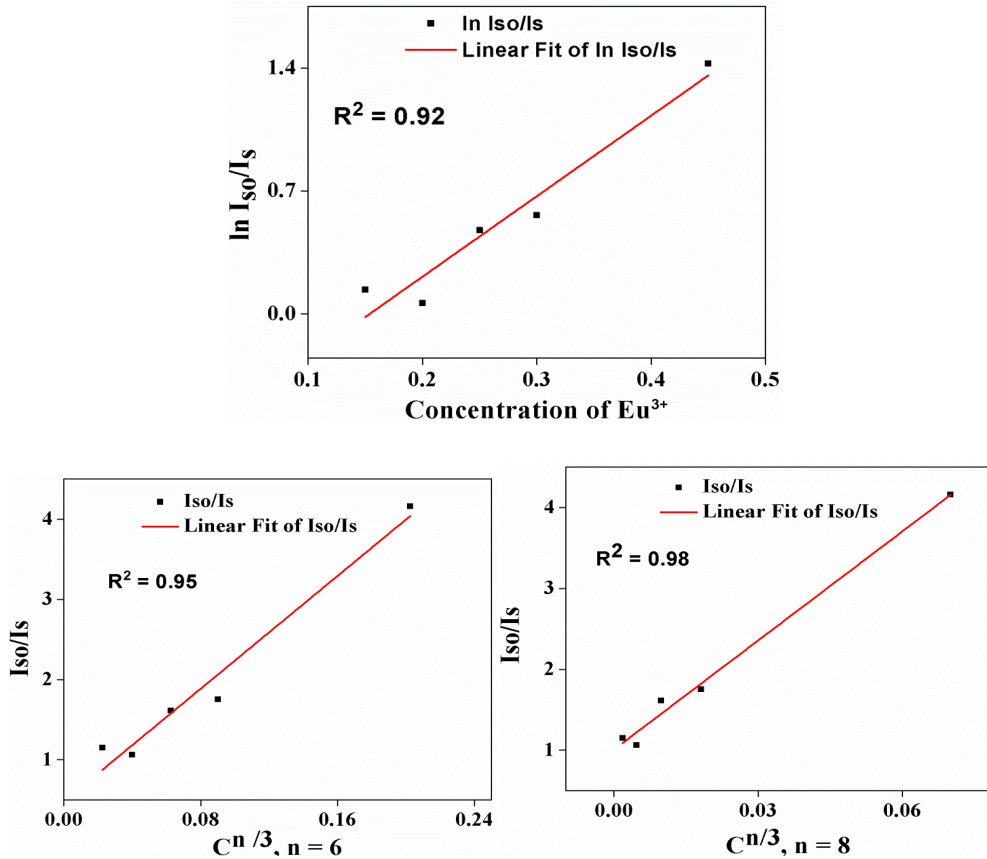 ln Iso/Is
Linear Fit of ln Iso/Is
1.4
R² = 0.92
ln I_so/I_s
0.7
0.0
0.1 0.2 0.3 0.4 0.5
Concentration of Eu³⁺
Iso/Is
Linear Fit of Iso/Is
4
R² = 0.95
3
Iso/Is
2
1
0.00 0.08 0.16 0.24
C^n /3, n = 6
Iso/Is
Linear Fit of Iso/Is
4
R² = 0.98
3
Iso/Is
2
1
0.00 0.03 0.06
C^n/3, n = 8